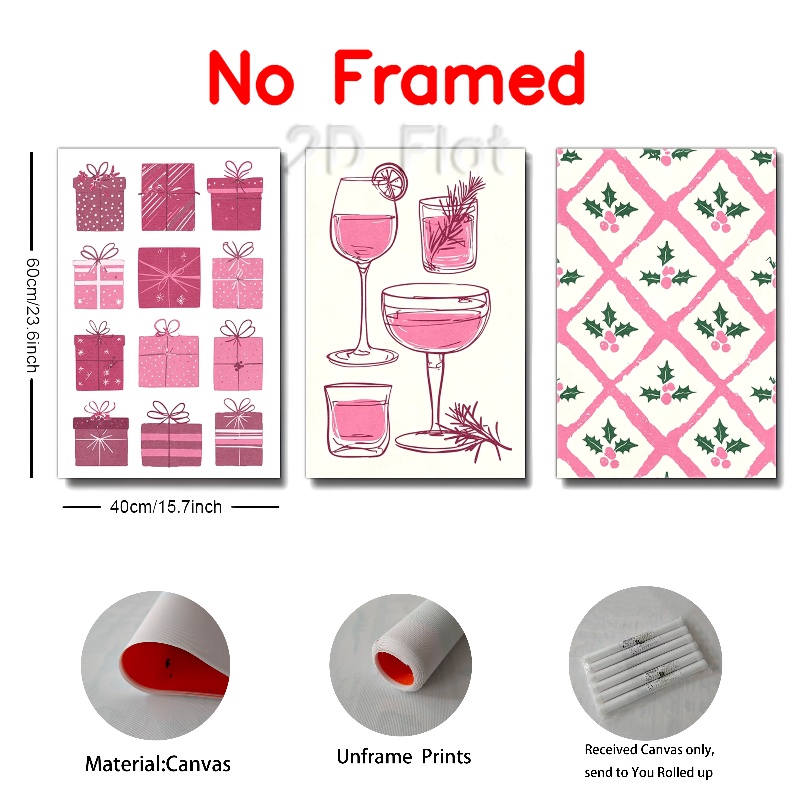 No Framed
2D Flat
60cm/23.6inch
40cm/15.7inch
Material:Canvas
Unframe Prints
Received Canvas only,
send to You Rolled up